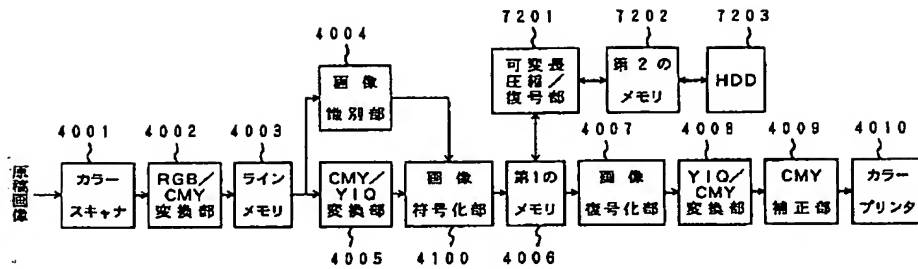 7201
7202
7203
4004
可変長
圧縮/
復号部
第2の
メモリ
HDD
画像
識別部
4001
4002
4003
4007
4008
4009
4010
原稿画像
カラー
スキャナ
RGB/
CMY
変換部
ライン
メモリ
CMY/
YIQ
変換部
画像
符号化部
第1の
メモリ
画像
復号化部
YIQ/
CMY
変換部
CMY
補正部
カラー
プリンタ
4005
4100
4006